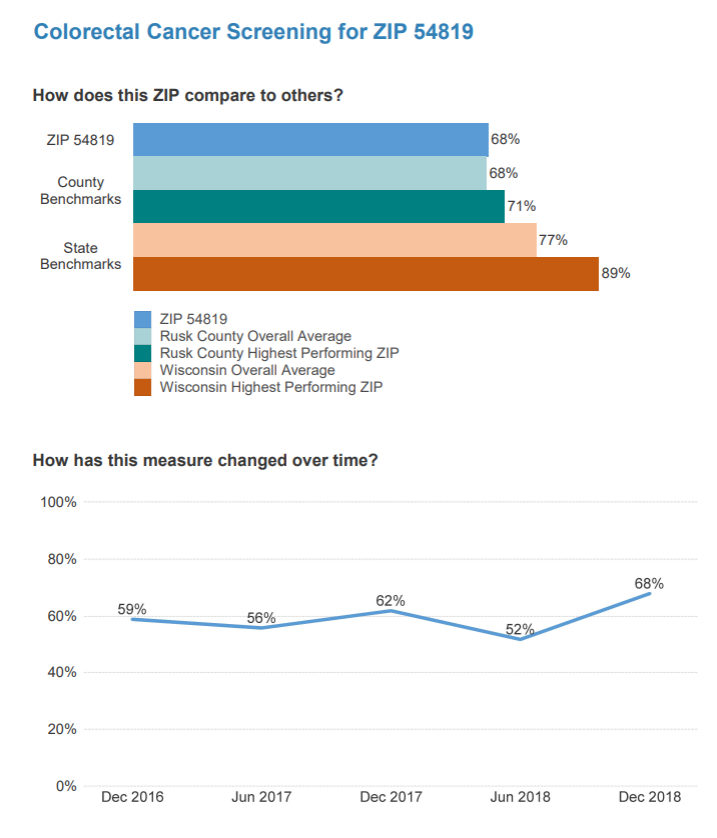 Colorectal Cancer Screening for ZIP 54819
How does this ZIP compare to others?
ZIP 54819
68%
County
Benchmarks
68%
71%
State
Benchmarks
77%
89%
ZIP 54819
Rusk County Overall Average
Rusk County Highest Performing ZIP
Wisconsin Overall Average
Wisconsin Highest Performing ZIP
How has this measure changed over time?
100%
80%
60%
40%
20%
0%
59%
56%
62%
52%
68%
Dec 2016
Jun 2017
Dec 2017
Jun 2018
Dec 2018